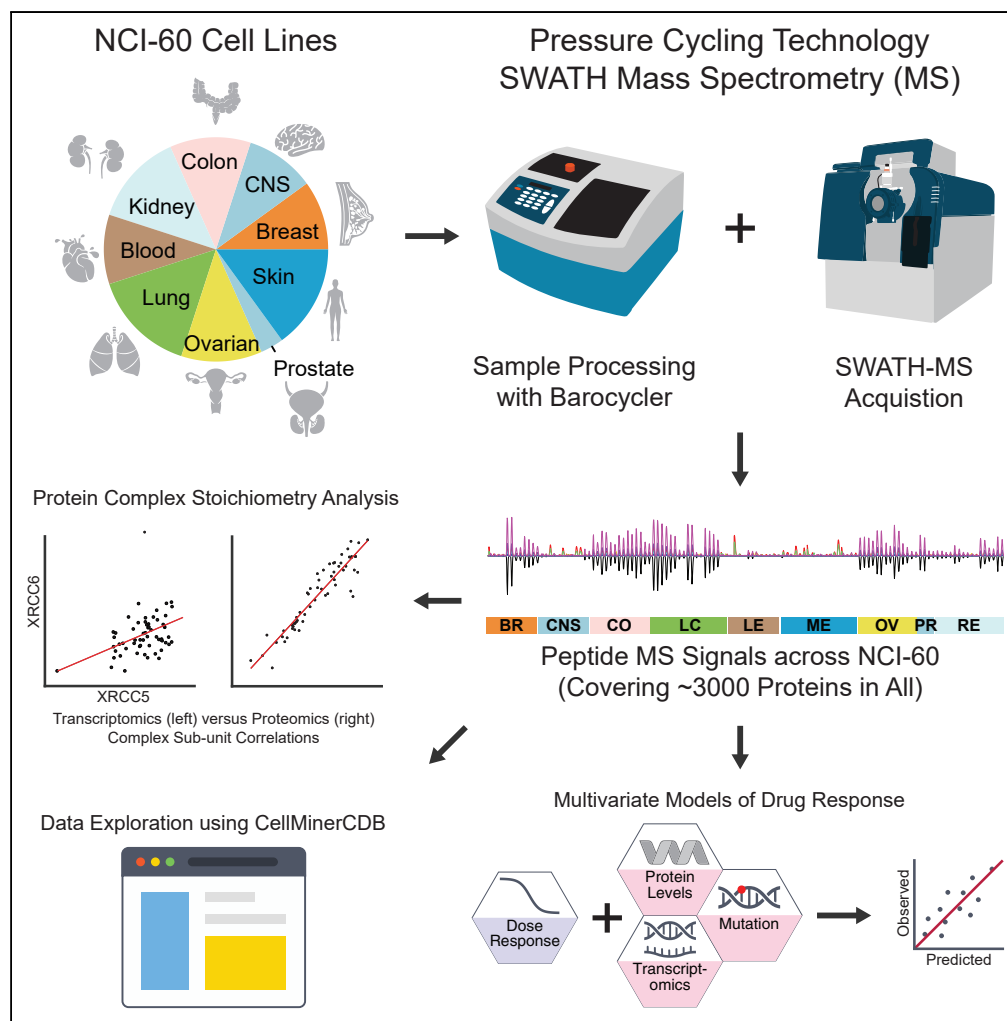 NCI-60 Cell Lines
Pressure Cycling Technology
SWATH Mass Spectrometry (MS)
Colon
CNS
Kidney
Breast
Blood
Skin
Lung
Ovarian
Prostate
Sample Processing
with Barocycler
SWATH-MS
Acquistion
Protein Complex Stoichiometry Analysis
XRCC6
XRCC5
Transcriptomics (left) versus Proteomics (right)
Complex Sub-unit Correlations
BR CNS CO LC LE ME OV PR RE
Peptide MS Signals across NCI-60
(Covering ~3000 Proteins in All)
Data Exploration using CellMinerCDB
Multivariate Models of Drug Response
Dose
Response
Protein
Levels
Mutation
Transcript-
omics
Observed
Predicted